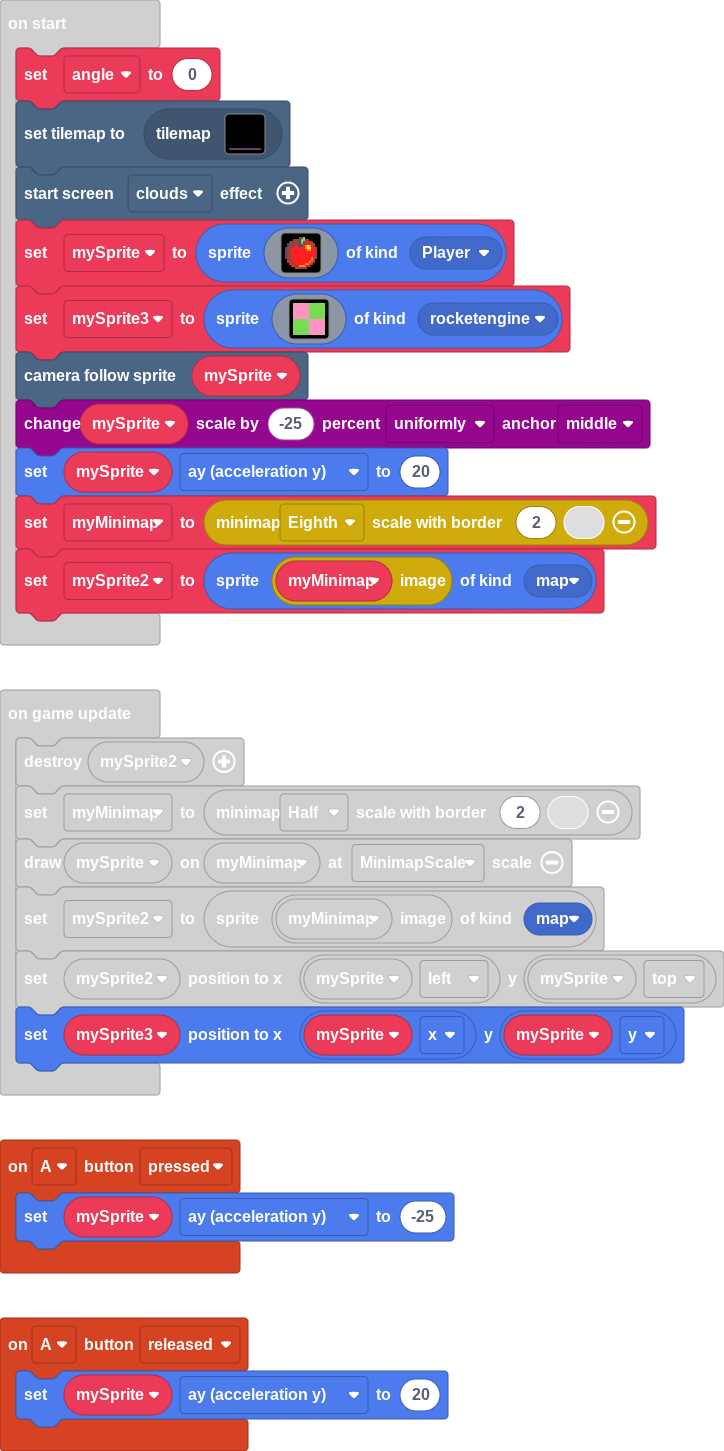 on start
set angle to 0
set tilemap to tilemap
start screen clouds effect
set mySprite to sprite of kind Player
set mySprite3 to sprite of kind rocketengine
camera follow sprite mySprite
change mySprite scale by -25 percent uniformly anchor middle
set mySprite ay (acceleration y) to 20
set myMinimap to minimap Eighth scale with border 2
set mySprite2 to sprite myMinimap image of kind map
on game update
destroy mySprite2
set myMinimap to minimap Half scale with border 2
draw mySprite on myMinimap at MinimapScale scale
set mySprite2 to sprite myMinimap image of kind map
set mySprite2 position to x mySprite left y mySprite top
set mySprite3 position to x mySprite x y mySprite y
on A button pressed
set mySprite ay (acceleration y) to -25
on A button released
set mySprite ay (acceleration y) to 20